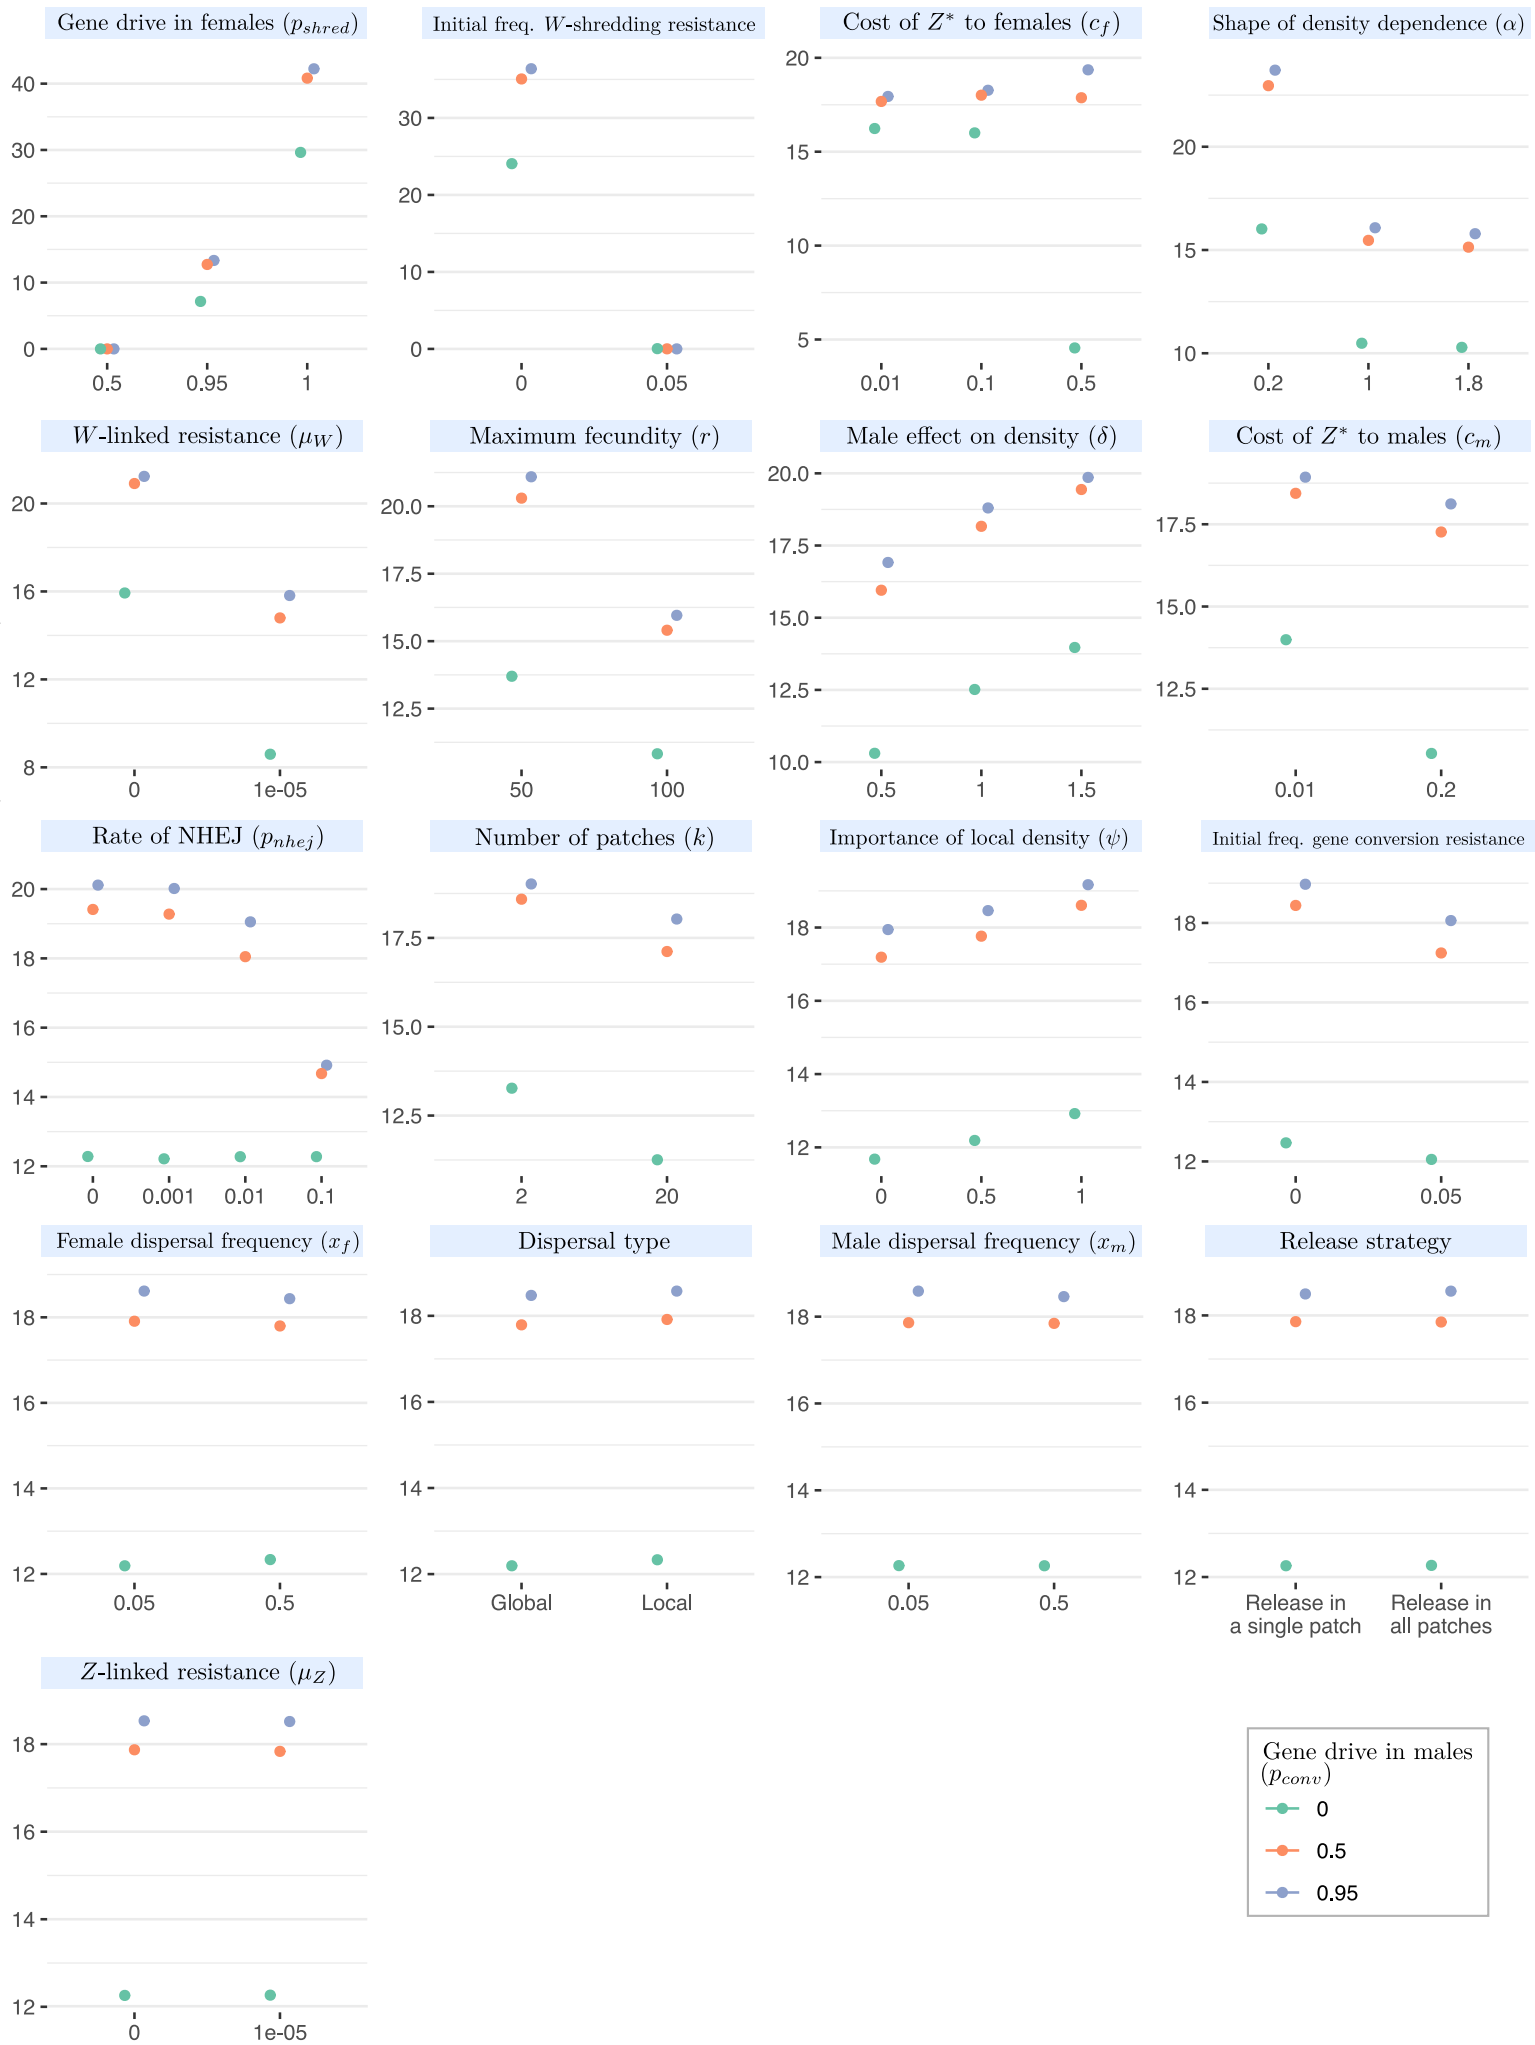 Gene drive in females (p_shred)
Initial freq. W-shredding resistance
Cost of Z* to females (c_f)
Shape of density dependence (α)
40
30
20
10
0
0.5 0.95 1
30
20
10
0
0 0.05
20
15
10
5
0.01 0.1 0.5
20
15
10
0.2 1 1.8
W-linked resistance (μ_W)
Maximum fecundity (r)
Male effect on density (δ)
Cost of Z* to males (c_m)
20
16
12
8
0 1e-05
20.0
17.5
15.0
12.5
50 100
20.0
17.5
15.0
12.5
10.0
0.5 1 1.5
17.5
15.0
12.5
0.01 0.2
Rate of NHEJ (p_nhej)
Number of patches (k)
Importance of local density (ψ)
Initial freq. gene conversion resistance
20
18
16
14
12
0 0.001 0.01 0.1
17.5
15.0
12.5
2 20
18
16
14
12
0 0.5 1
18
16
14
12
0 0.05
Female dispersal frequency (x_f)
Dispersal type
Male dispersal frequency (x_m)
Release strategy
18
16
14
12
0.05 0.5
18
16
14
12
Global Local
18
16
14
12
0.05 0.5
18
16
14
12
Release in Release in
a single patch all patches
Z-linked resistance (μ_Z)
18
16
14
12
0 1e-05
Gene drive in males
(p_conv)
0
0.5
0.95